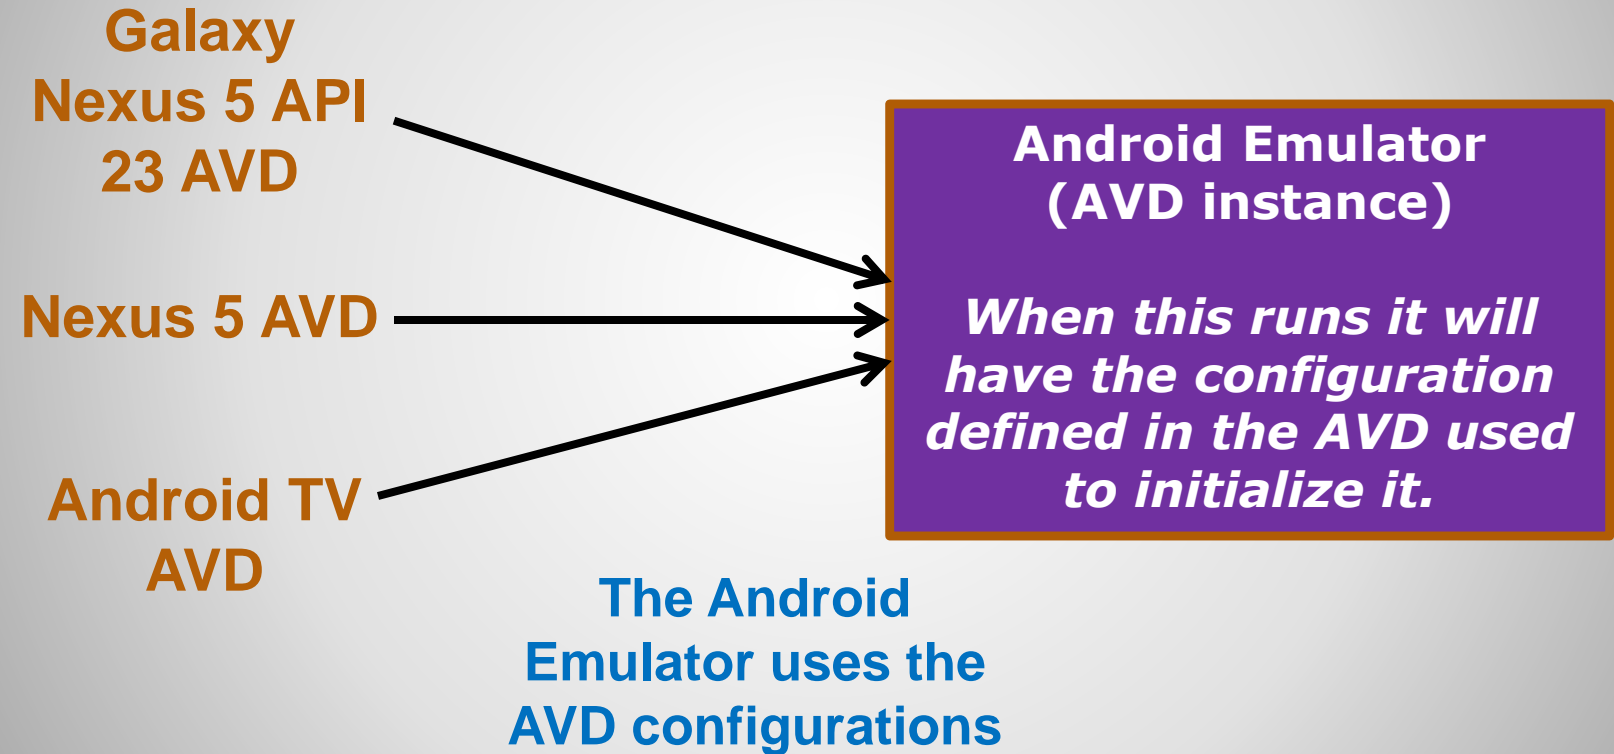 Galaxy
Nexus 5 API
23 AVD
Nexus 5 AVD
Android TV
AVD
Android Emulator
(AVD instance)
When this runs it will
have the configuration
defined in the AVD used
to initialize it.
The Android
Emulator uses the
AVD configurations